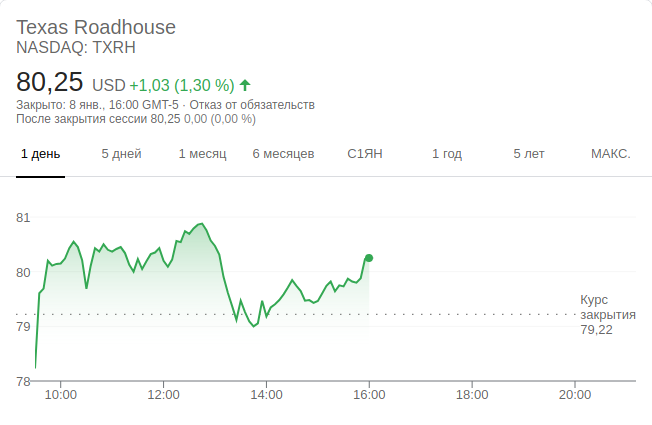 Texas Roadhouse
NASDAQ: TXRH
80,25 USD +1,03 (1,30 %)
Закрыто: 8 янв., 16:00 GMT-5 · Отказ от обязательств
После закрытия сессии 80,25 0,00 (0,00 %)
1 день 5 дней 1 месяц 6 месяцев С1ЯН 1 год 5 лет МАКС.
81
80
79
78
Курс
закрытия
79,22
10:00 12:00 14:00 16:00 18:00 20:00